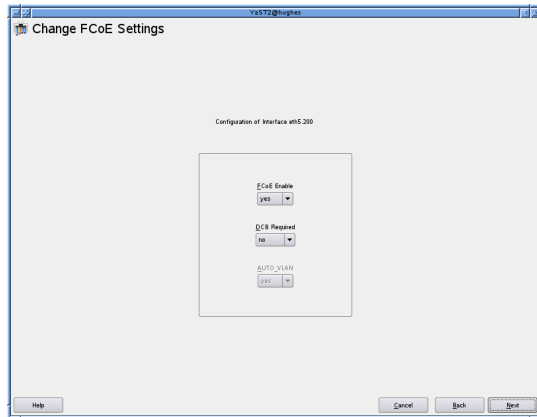 YaST2@hughes
Change FCoE Settings
Configuration of Interface eth5.200
FCoE Enable
yes
DCB Required
no
AUTO_VLAN
yes
Help
Cancel
Back
Next